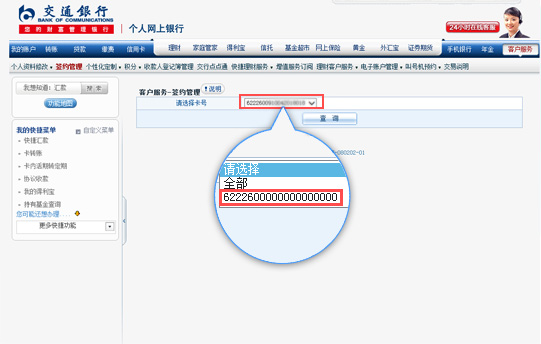 交通银行
BANK OF COMMUNICATIONS
您的财富管理银行
个人网上银行
24小时在线客服
我的账户 转账 贷款 缴费 信用卡 理财 家庭管家 得利宝 信托 基金超市 网上保险 黄金 外汇宝 证券期货 手机银行 年金 客户服务
个人资料修改 签约管理 个性化定制 积分 收款人登记簿管理 交行点点通 快捷理财服务 增值服务订阅 理财客户服务 电子账户管理 叫号机预约 交易说明
我想知道：汇款
搜索
功能地图
我的快捷菜单 自定义菜单
快捷汇款
卡转账
卡内活期转定期
协议收款
我的得利宝
持有基金查询
您可能还想办理......
更多快捷功能
客户服务--签约管理 说明
请选择卡号
查 询
请选择
全部
6222600000000000000